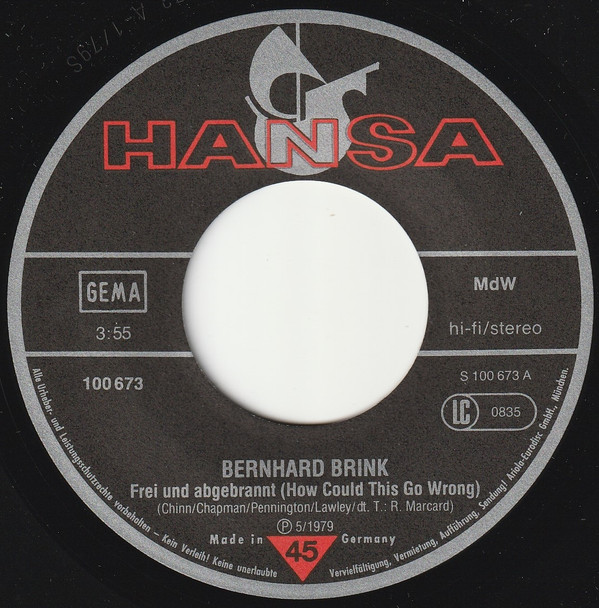 HANSA
GEMA
MdW
3:55
hi-fi/stereo
100 673
S 100 673 A
LC 0835
BERNHARD BRINK
Frei und abgebrannt (How Could This Go Wrong)
(Chinn/Chapman/Pennington/Lawley/dt. T.: R. Marcard)
Ⓟ 5/1979
Made in Germany
45
Alle Urheber- und Leistungsschutzrechte vorbehalten – Kein Verleih! Keine unerlaubte Vervielfältigung, Vermietung, Aufführung, Sendung! Ariola-Eurodisc GmbH, München.